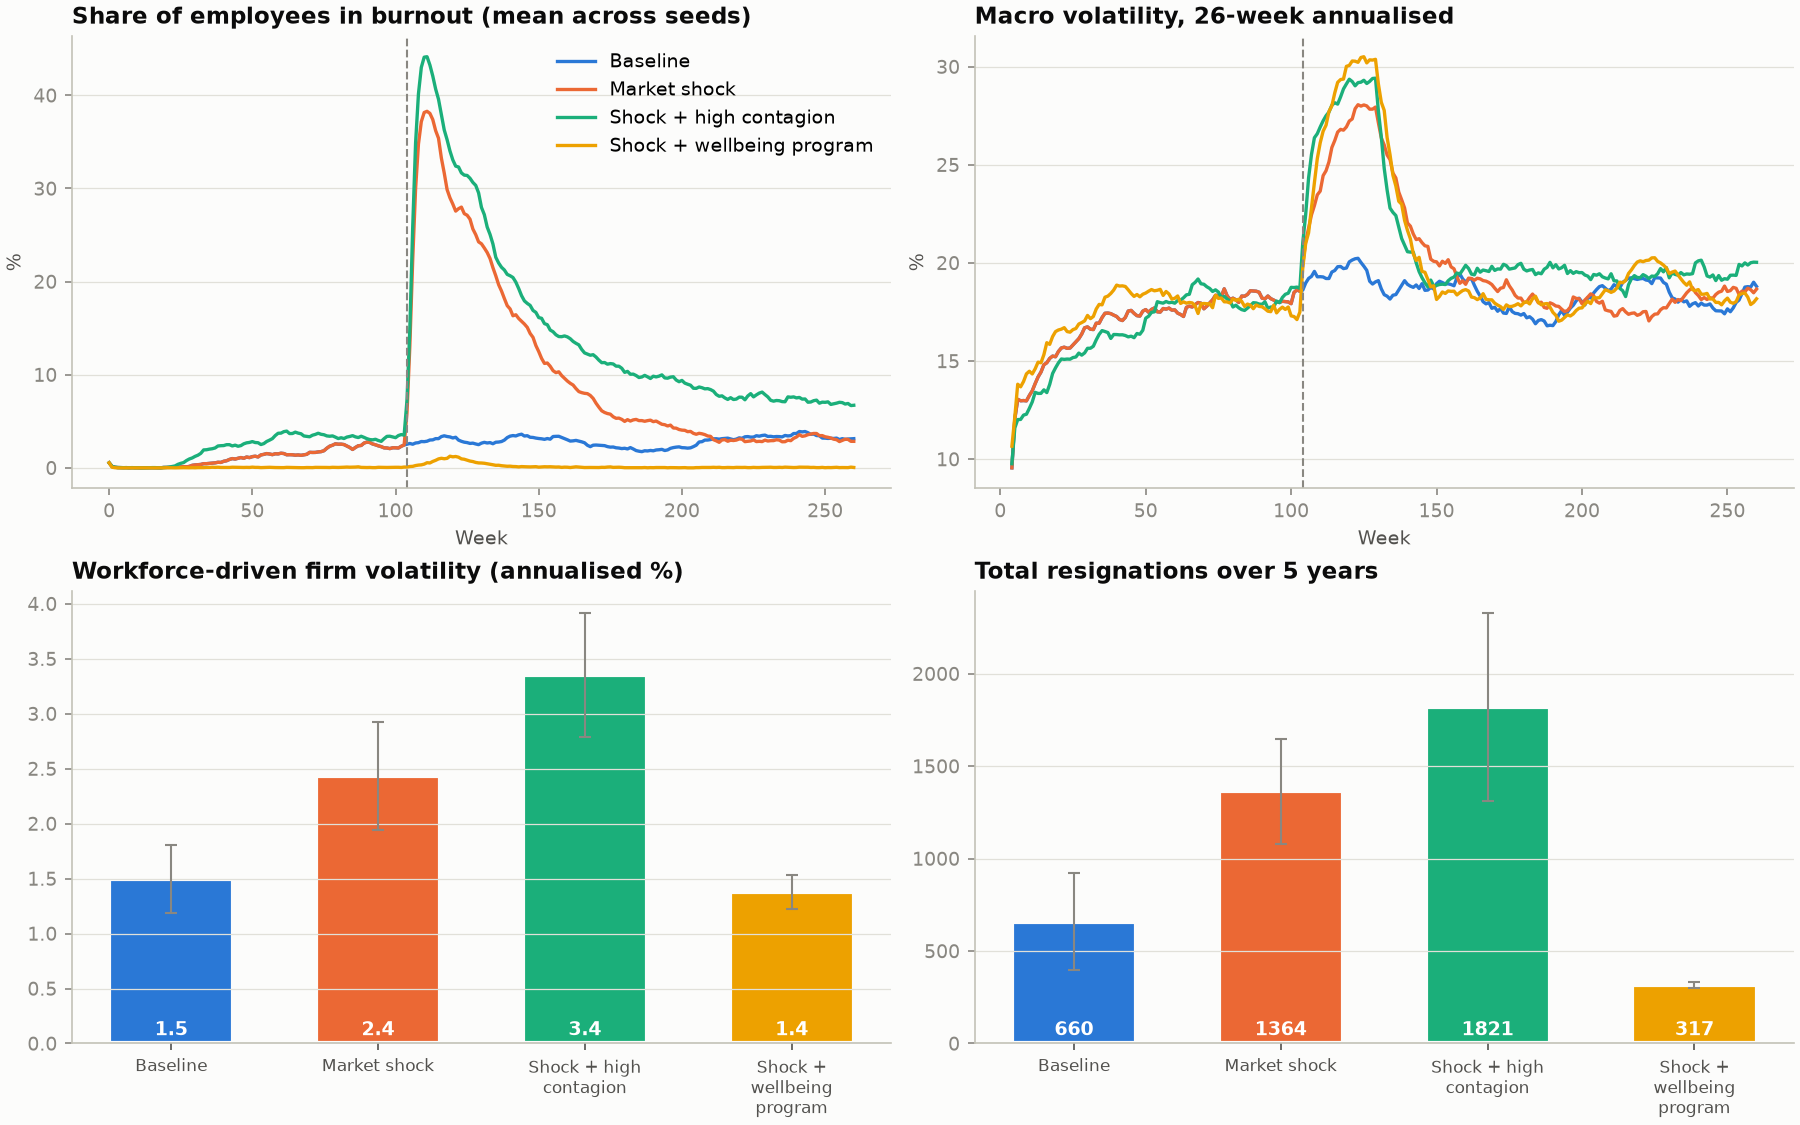 Share of employees in burnout (mean across seeds)
Baseline
Market shock
Shock + high contagion
Shock + wellbeing program
40
30
20
10
0
%
0 50 100 150 200 250
Week
Macro volatility, 26-week annualised
30
25
20
15
10
%
0 50 100 150 200 250
Week
Workforce-driven firm volatility (annualised %)
4.0
3.5
3.0
2.5
2.0
1.5
1.0
0.5
0.0
1.5 2.4 3.4 1.4
Baseline
Market shock
Shock + high
contagion
Shock +
wellbeing
program
Total resignations over 5 years
2000
1500
1000
500
0
660 1364 1821 317
Baseline
Market shock
Shock + high
contagion
Shock +
wellbeing
program